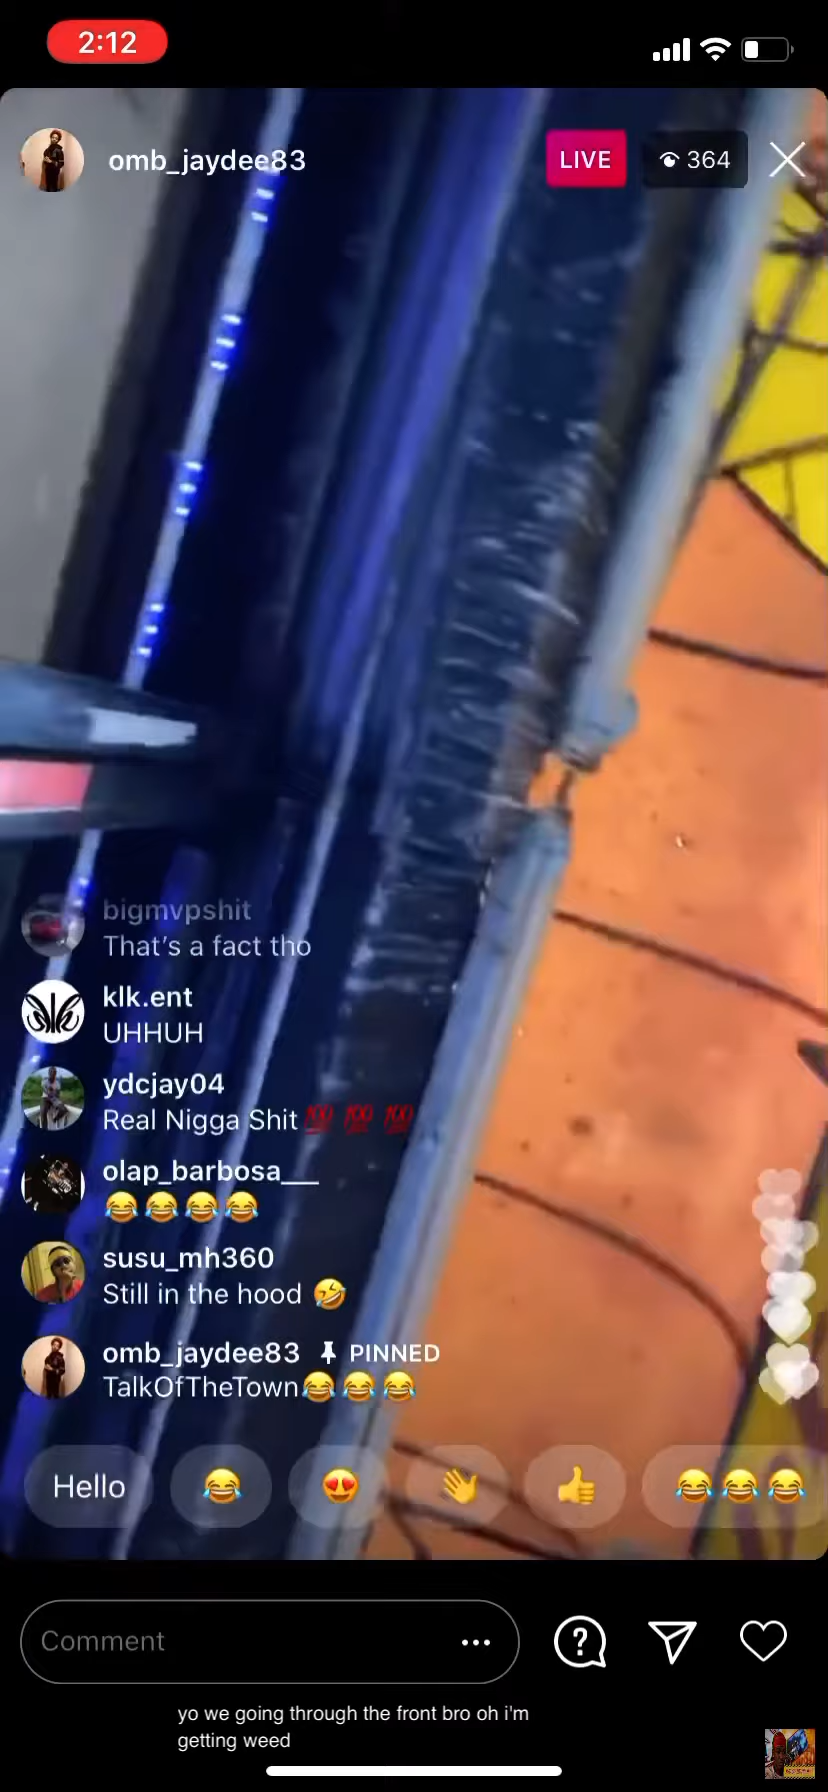 2:12
omb_jaydee83
LIVE
364
bigmvpshit
That's a fact tho
klk.ent
UHHUH
ydcjay04
Real Nigga Shit 💯 💯 💯
olap_barbosa___
😂 😂 😂 😂
susu_mh360
Still in the hood 🤣
omb_jaydee83 PINNED
TalkOfTheTown😂 😂 😂
Hello 😂 😍 👋 👍 😂 😂 😂
Comment
yo we going through the front bro oh i'm
getting weed